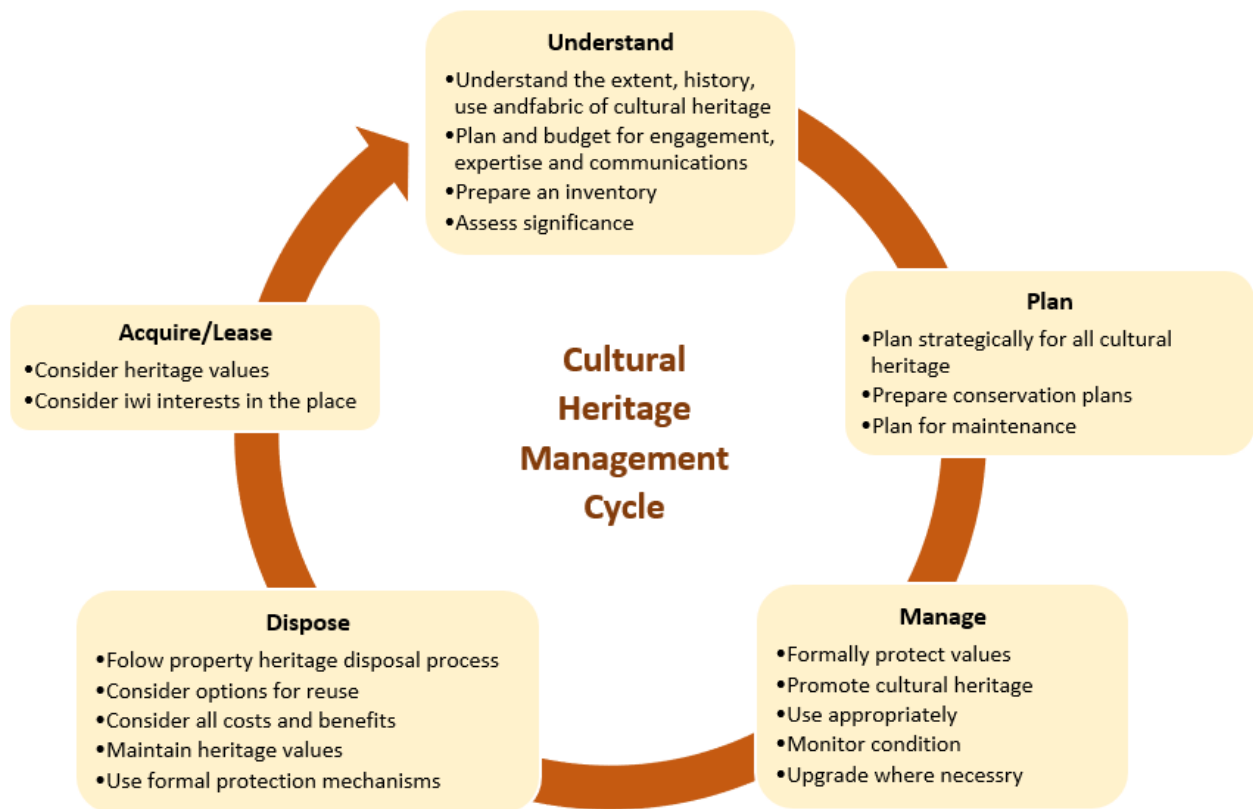 Understand
•Understand the extent, history,
use andfabric of cultural heritage
•Plan and budget for engagement,
expertise and communications
•Prepare an inventory
•Assess significance
Plan
•Plan strategically for all cultural
heritage
•Prepare conservation plans
•Plan for maintenance
Manage
•Formally protect values
•Promote cultural heritage
•Use appropriately
•Monitor condition
•Upgrade where necessry
Dispose
•Folow property heritage disposal process
•Consider options for reuse
•Consider all costs and benefits
•Maintain heritage values
•Use formal protection mechanisms
Acquire/Lease
•Consider heritage values
•Consider iwi interests in the place
Cultural
Heritage
Management
Cycle